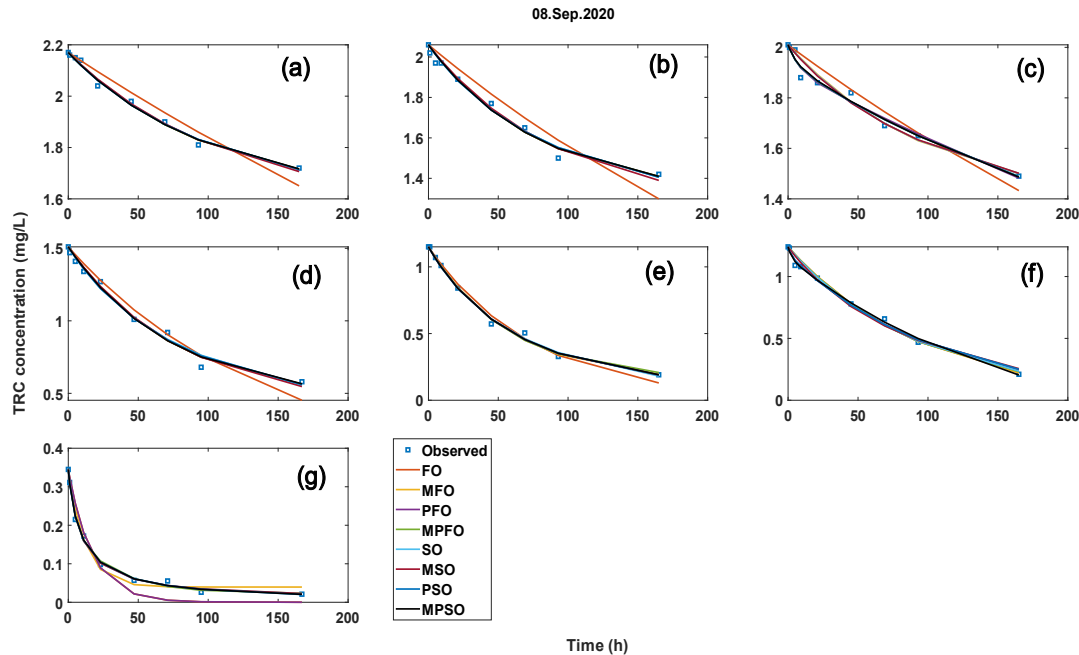 08.Sep.2020
TRC concentration (mg/L)
2.2
2
1.8
1.6
0 50 100 150 200
(a)
2
1.8
1.6
1.4
0 50 100 150 200
(b)
2
1.8
1.6
1.4
0 50 100 150 200
(c)
1.5
1
0.5
0 50 100 150 200
(d)
1
0.5
0
0 50 100 150 200
(e)
1
0.5
0
0 50 100 150 200
(f)
0.4
0.3
0.2
0.1
0
0 50 100 150 200
(g)
Observed
FO
MFO
PFO
MPFO
SO
MSO
PSO
MPSO
Time (h)